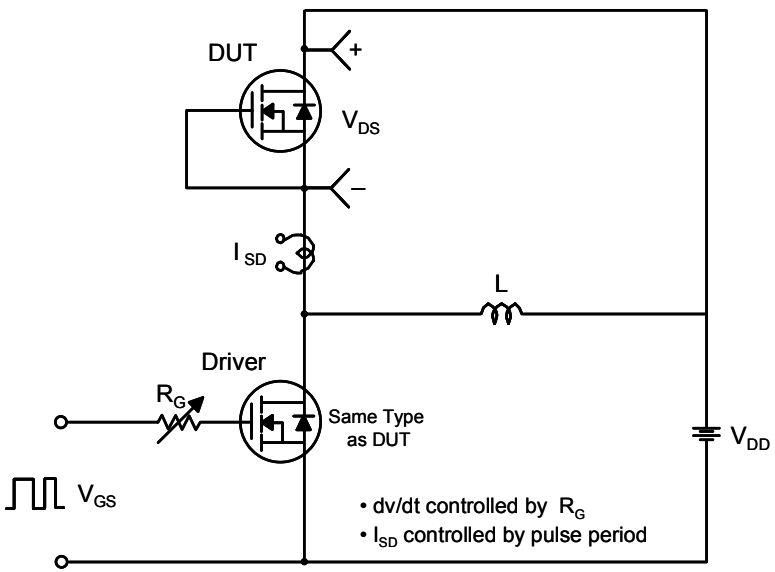 DUT
+
V_DS
–
I_SD
L
Driver
R_G
Same Type
as DUT
V_DD
V_GS
• dv/dt controlled by R_G
• I_SD controlled by pulse period